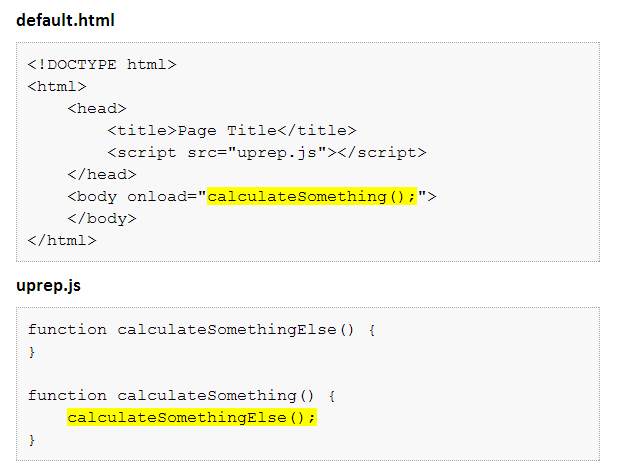 default.html
<!DOCTYPE html>
<html>
    <head>
        <title>Page Title</title>
        <script src="uprep.js"></script>
    </head>
    <body onload="calculateSomething();">
    </body>
</html>
uprep.js
function calculateSomethingElse() {
}

function calculateSomething() {
    calculateSomethingElse();
}